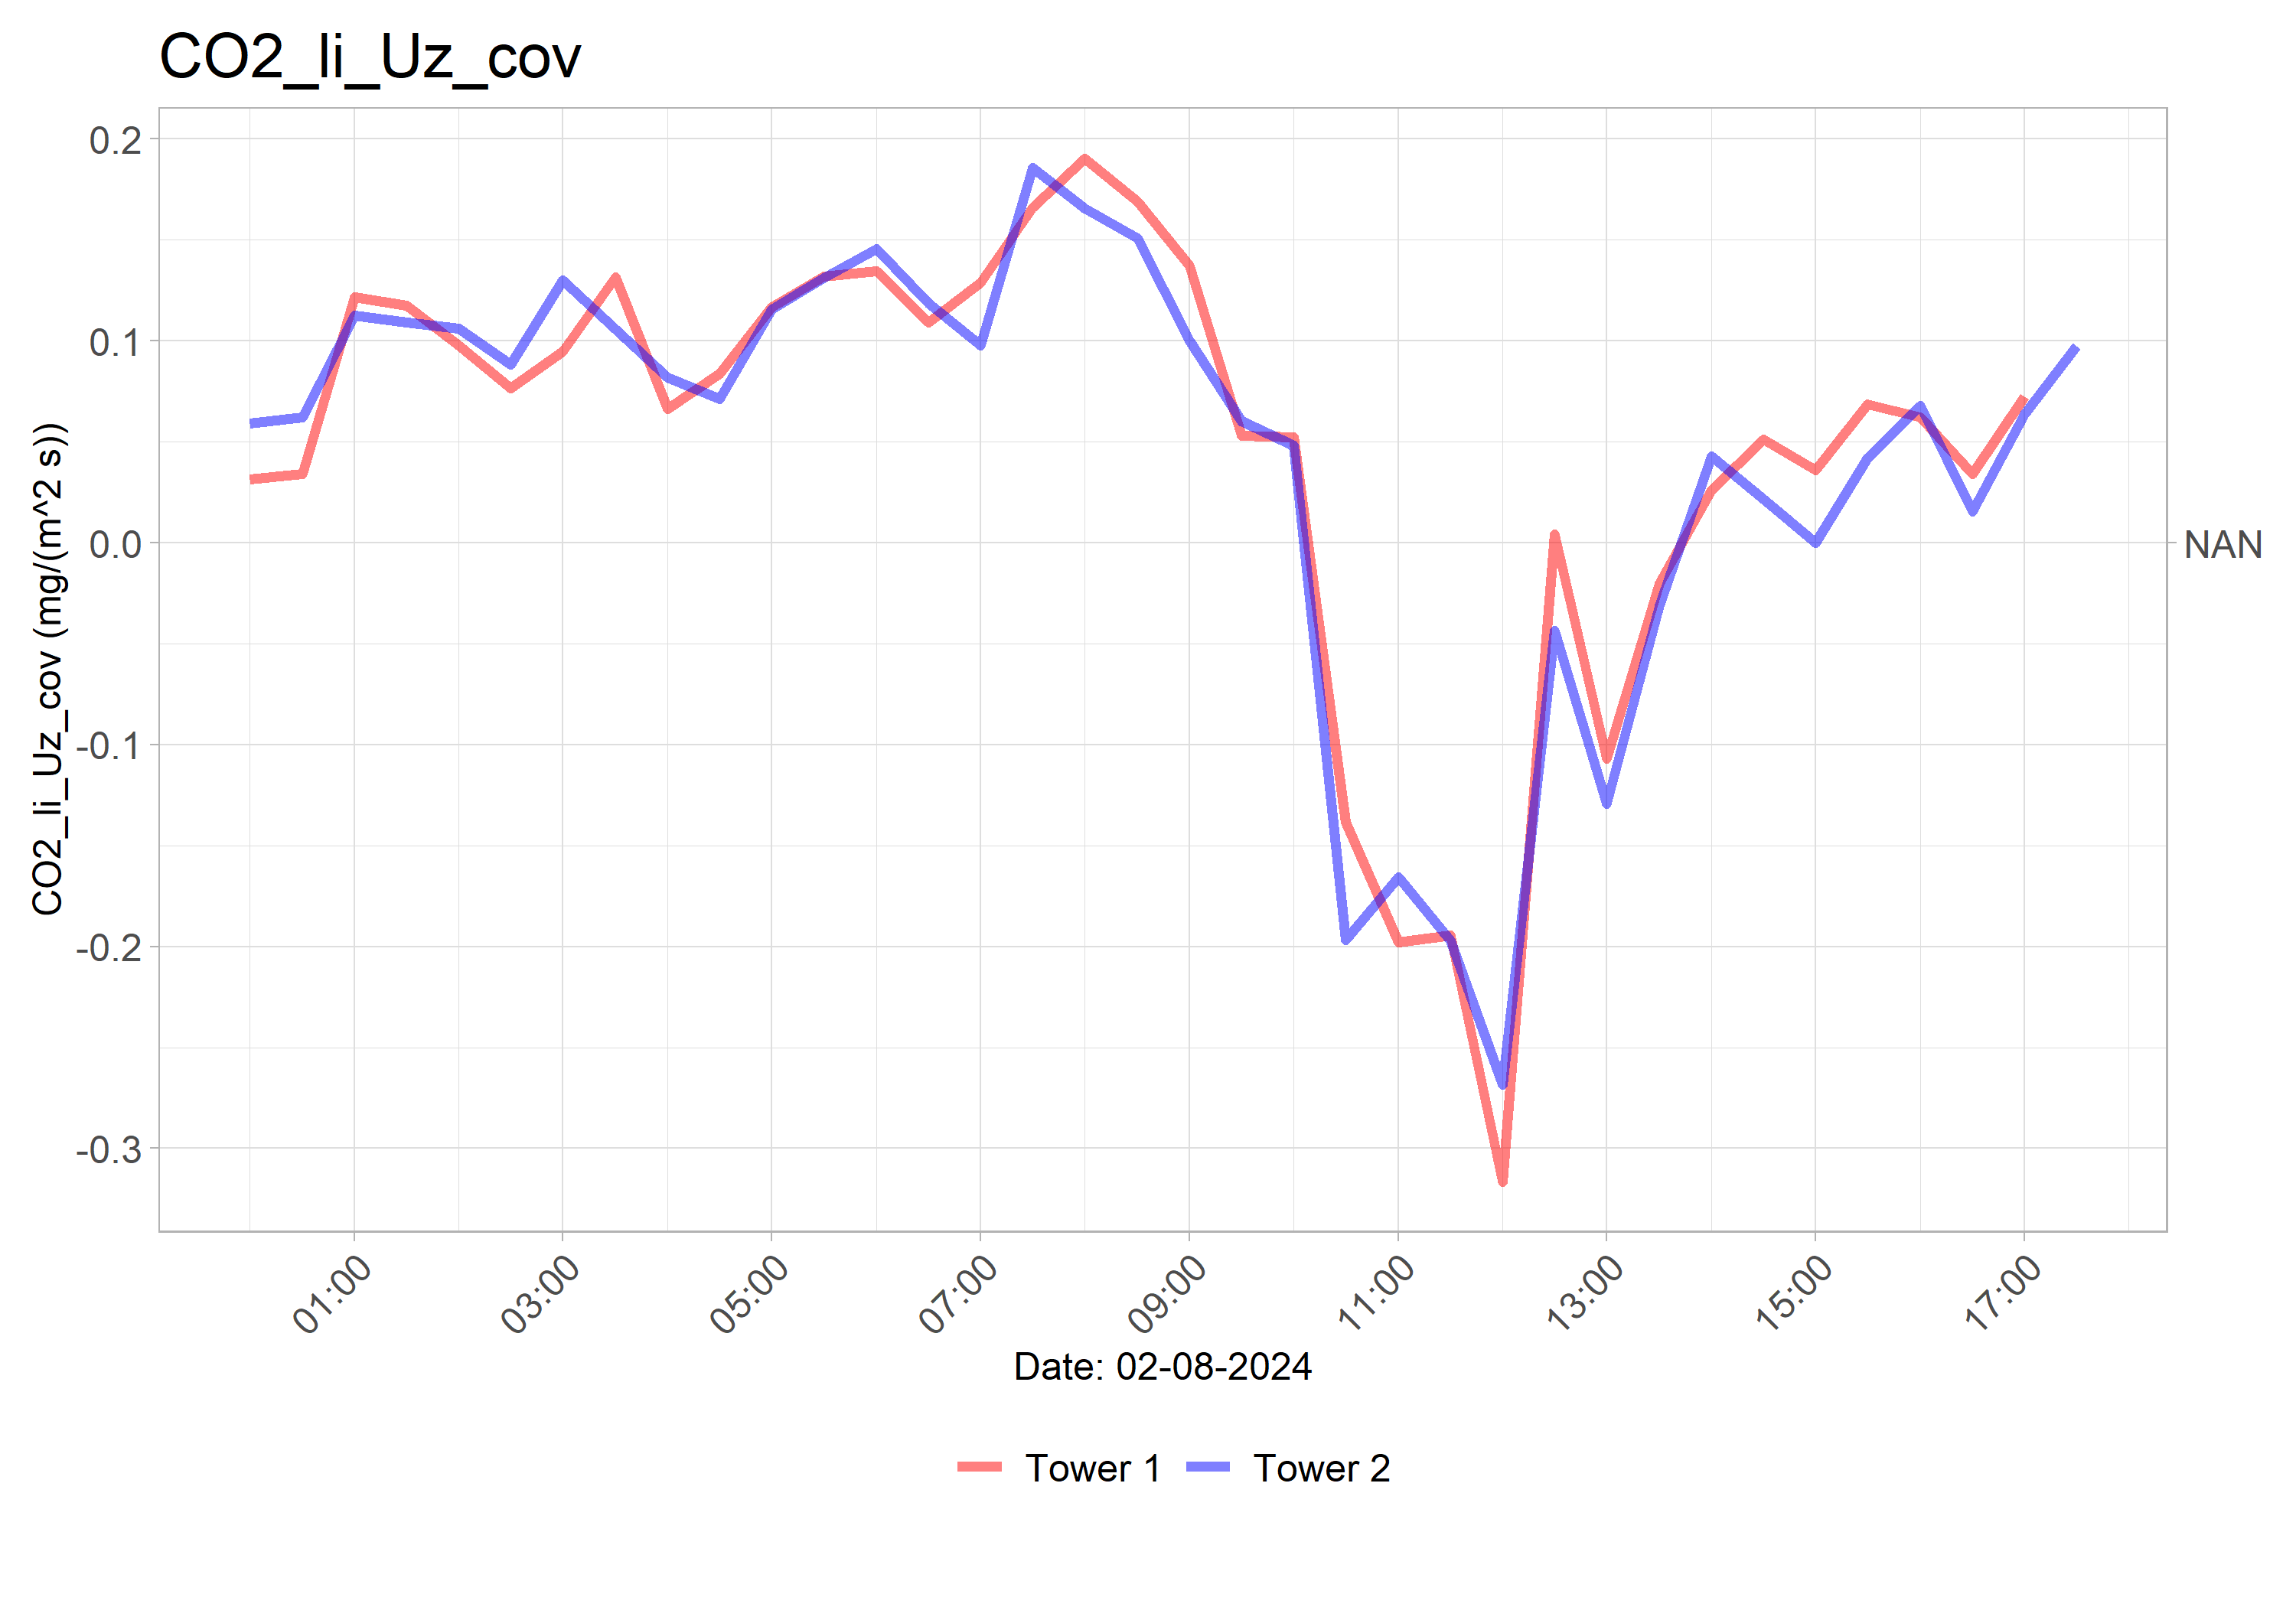 CO2_li_Uz_cov
CO2_li_Uz_cov (mg/(m^2 s))
0.2
0.1
0.0
-0.1
-0.2
-0.3
NAN
01:00 03:00 05:00 07:00 09:00 11:00 13:00 15:00 17:00
Date: 02-08-2024
Tower 1 Tower 2